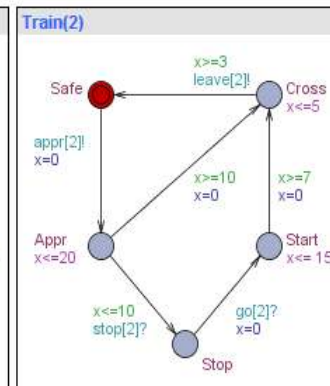 Train(2)
x>=3
leave[2]!
Safe
Cross
x<=5
appr[2]!
x=0
x>=10
x=0
x>=7
x=0
Appr
x<=20
Start
x<= 15
x<=10
stop[2]?
go[2]?
x=0
Stop